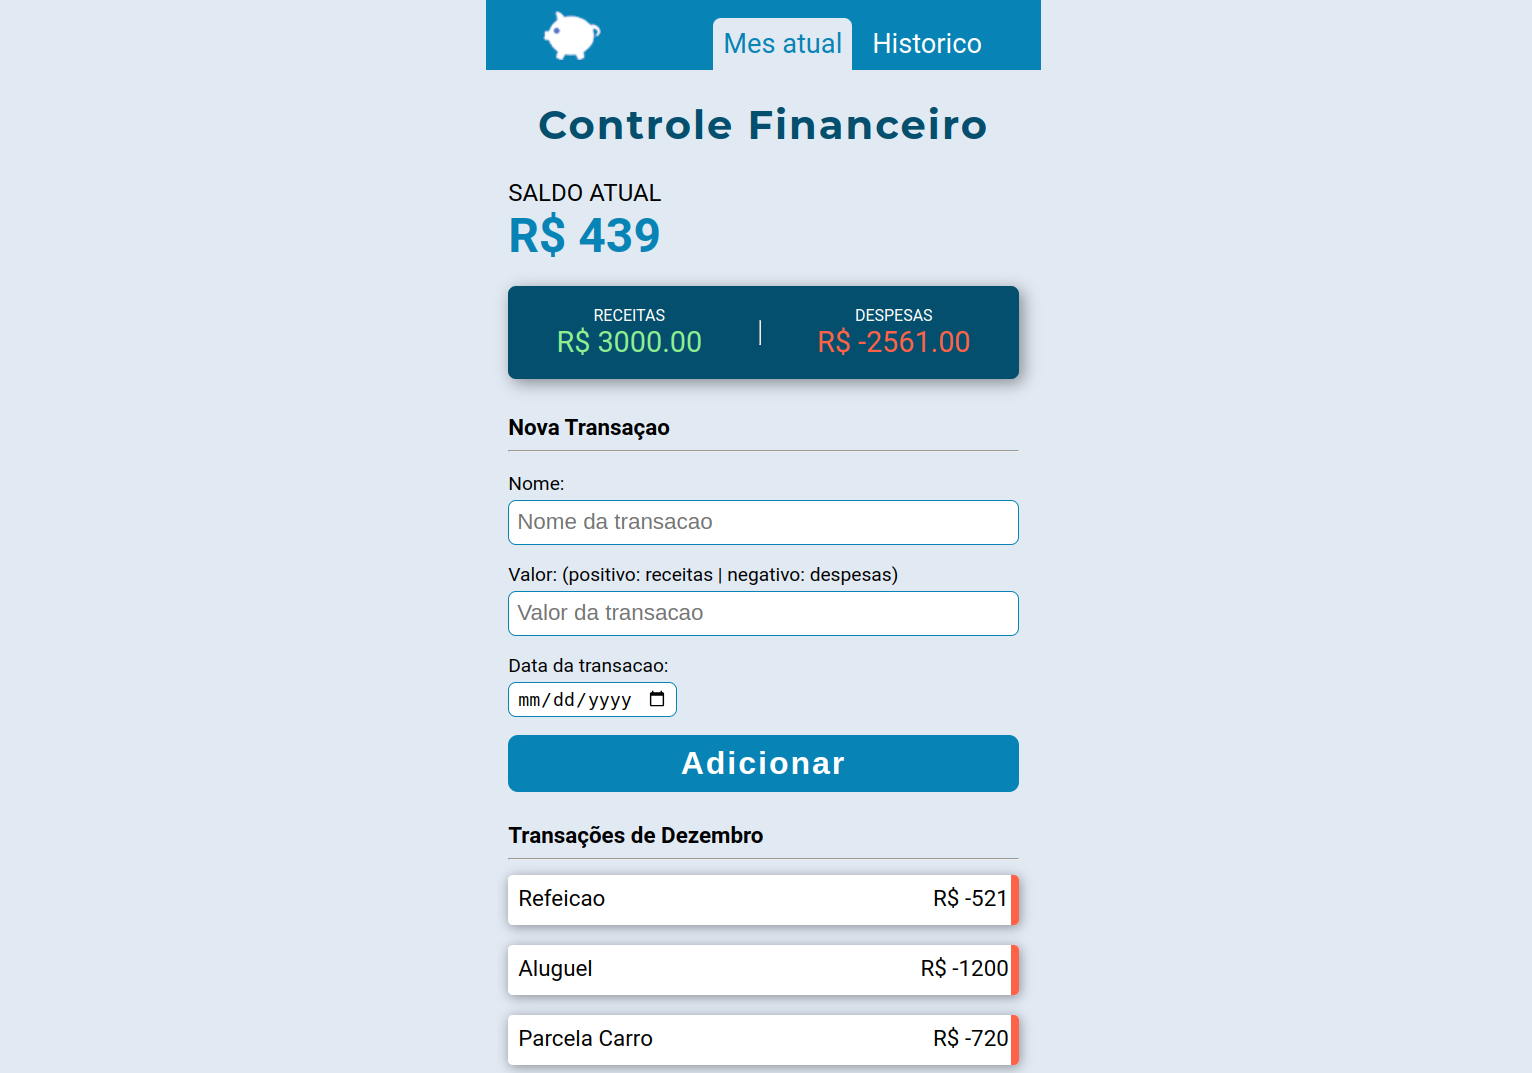 Mes atual Historico
Controle Financeiro
SALDO ATUAL
R$ 439
RECEITAS | DESPESAS
R$ 3000.00 R$ -2561.00
Nova Transaçao
Nome:
Nome da transacao
Valor: (positivo: receitas | negativo: despesas)
Valor da transacao
Data da transacao:
mm/dd/yyyy
Adicionar
Transações de Dezembro
Refeicao R$ -521
Aluguel R$ -1200
Parcela Carro R$ -720